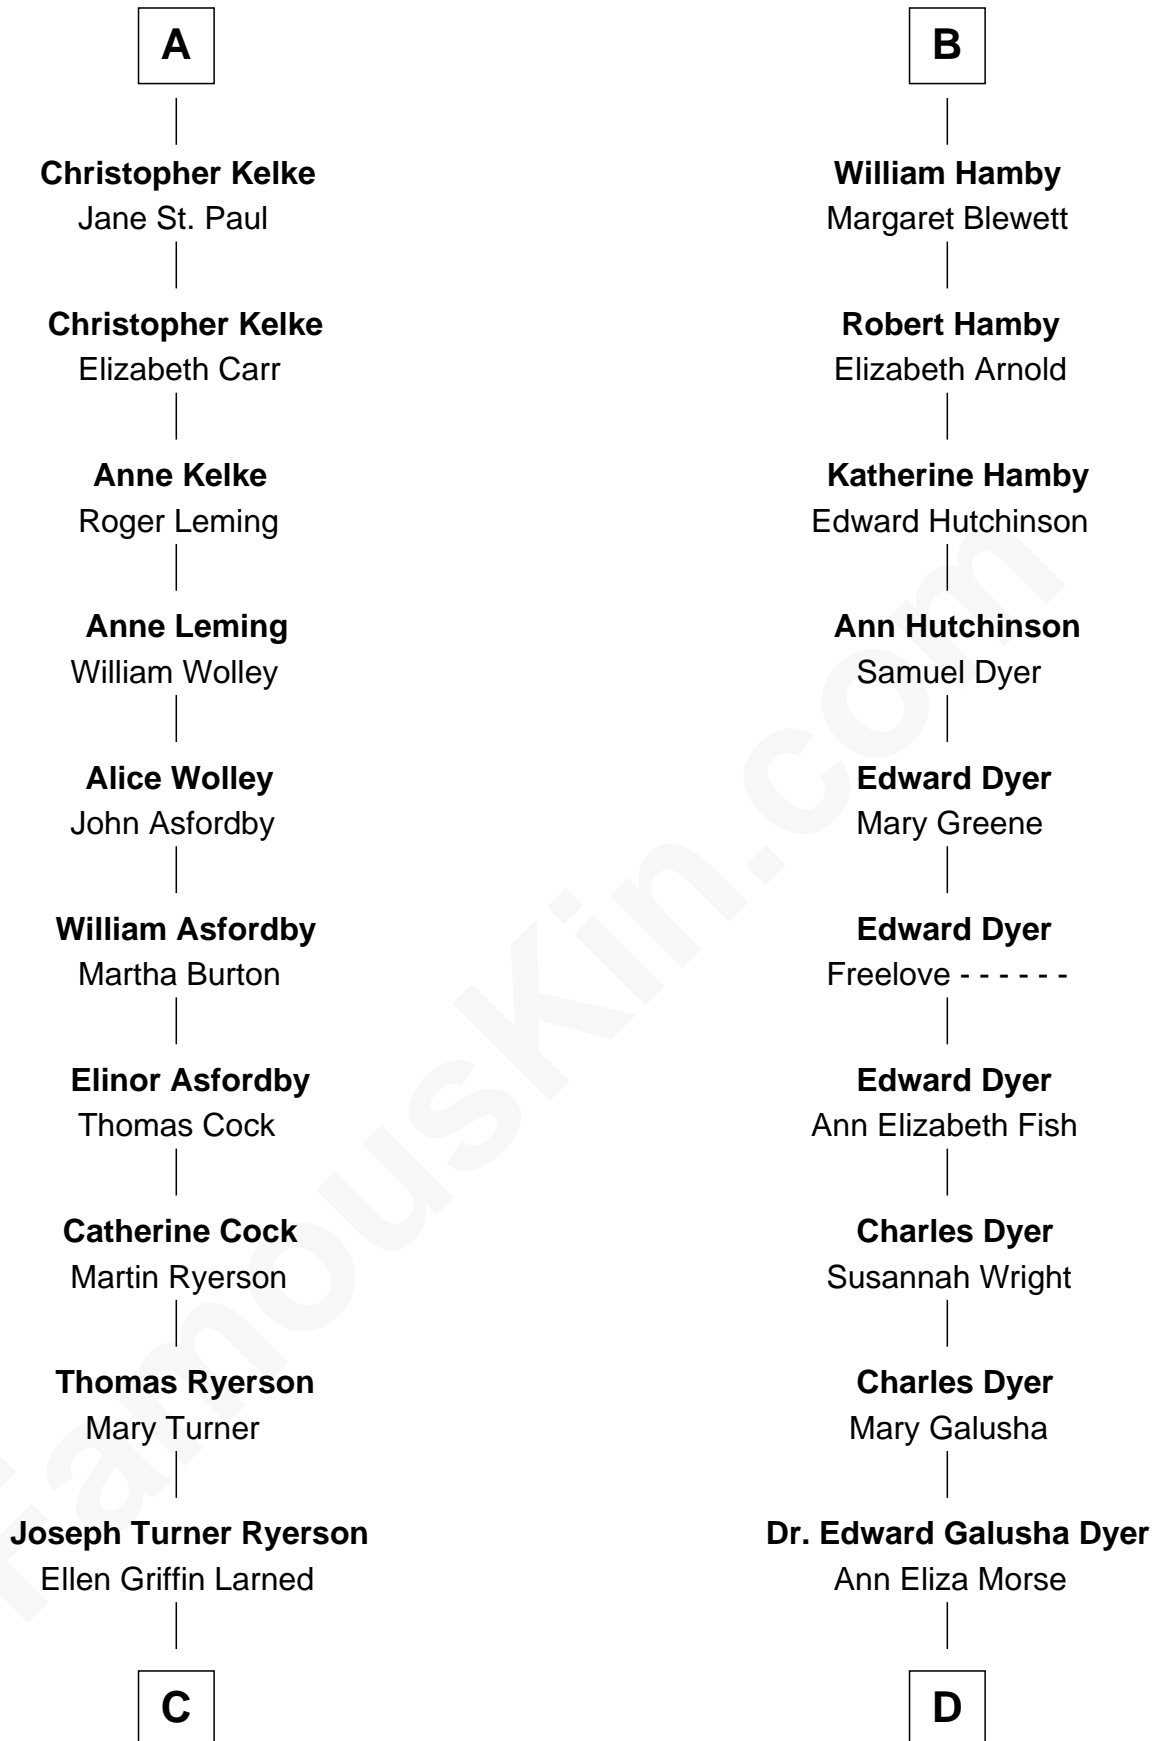 A
Christopher Kelke
Jane St. Paul
Christopher Kelke
Elizabeth Carr
Anne Kelke
Roger Leming
Anne Leming
William Wolley
Alice Wolley
John Asfordby
William Asfordby
Martha Burton
Elinor Asfordby
Thomas Cock
Catherine Cock
Martin Ryerson
Thomas Ryerson
Mary Turner
Joseph Turner Ryerson
Ellen Griffin Larned
C
B
William Hamby
Margaret Blewett
Robert Hamby
Elizabeth Arnold
Katherine Hamby
Edward Hutchinson
Ann Hutchinson
Samuel Dyer
Edward Dyer
Mary Greene
Edward Dyer
Freelove - - - - - -
Edward Dyer
Ann Elizabeth Fish
Charles Dyer
Susannah Wright
Charles Dyer
Mary Galusha
Dr. Edward Galusha Dyer
Ann Eliza Morse
D
FamousKin.com